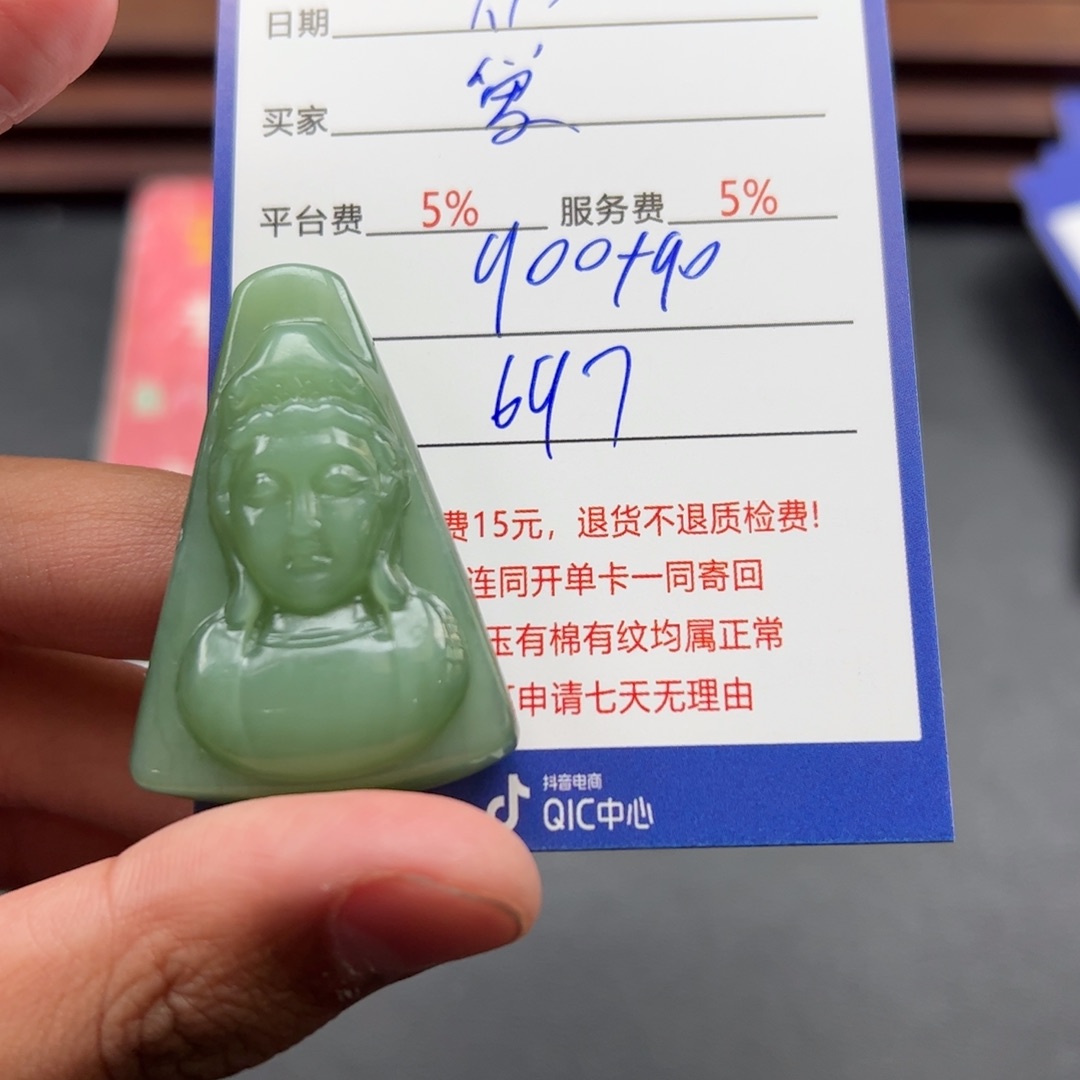 日期
买家
平台费 5% 服务费 5%
900+90
697
费15元，退货不退质检费!
连同开单卡一同寄回
玉有棉有纹均属正常
申请七天无理由
抖音电商
QIC中心